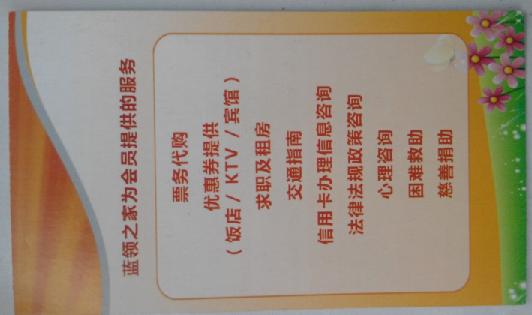 蓝领之家为会员提供的服务
票务代购
优惠券提供
（饭店/KTV/宾馆）
求职及租房
交通指南
信用卡办理信息咨询
法律法规政策咨询
心理咨询
困难救助
慈善捐助